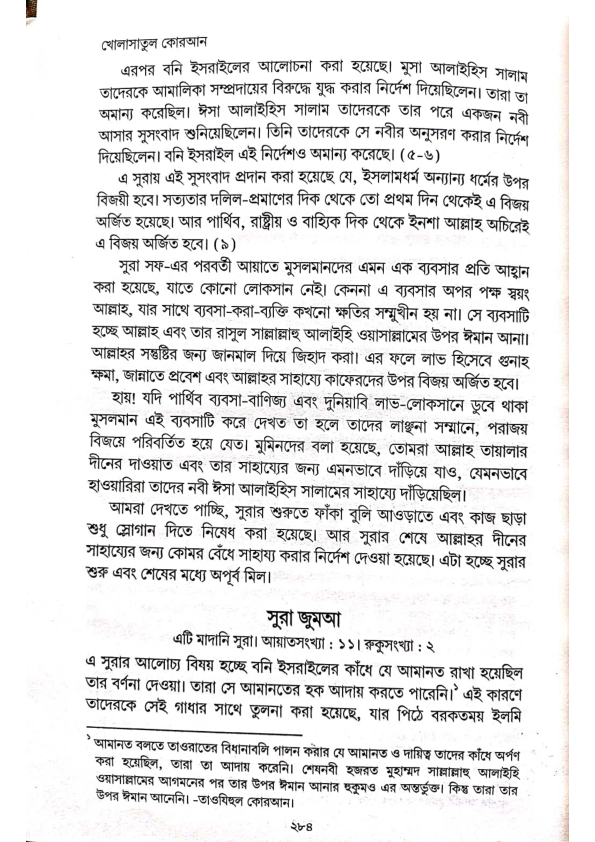 খোলাসাতুল কোরআন
এরপর বনি ইসরাইলের আলোচনা করা হয়েছে। মুসা আলাইহিস সালাম
তাদেরকে আমালিকা সম্প্রদায়ের বিরুদ্ধে যুদ্ধ করার নির্দেশ দিয়েছিলেন। তারা তা
অমান্য করেছিল। ঈসা আলাইহিস সালাম তাদেরকে তার পরে একজন নবী
আসার সুসংবাদ শুনিয়েছিলেন। তিনি তাদেরকে সে নবীর অনুসরণ করার নির্দেশ
দিয়েছিলেন। বনি ইসরাইল এই নির্দেশও অমান্য করেছে। (৫-৬)
এ সুরায় এই সুসংবাদ প্রদান করা হয়েছে যে, ইসলামধর্ম অন্যান্য ধর্মের উপর
বিজয়ী হবে। সত্যতার দলিল-প্রমাণের দিক থেকে তো প্রথম দিন থেকেই এ বিজয়
অর্জিত হয়েছে। আর পার্থিব, রাষ্ট্রীয় ও বাহ্যিক দিক থেকে ইনশা আল্লাহ অচিরেই
এ বিজয় অর্জিত হবে। (৯)
সুরা সফ-এর পরবর্তী আয়াতে মুসলমানদের এমন এক ব্যবসার প্রতি আহ্বান
করা হয়েছে, যাতে কোনো লোকসান নেই। কেননা এ ব্যবসার অপর পক্ষ স্বয়ং
আল্লাহ, যার সাথে ব্যবসা-করা-ব্যক্তি কখনো ক্ষতির সম্মুখীন হয় না। সে ব্যবসাটি
হচ্ছে আল্লাহ এবং তার রাসুল সাল্লাল্লাহু আলাইহি ওয়াসাল্লামের উপর ঈমান আনা।
আল্লাহর সন্তুষ্টির জন্য জানমাল দিয়ে জিহাদ করা। এর ফলে লাভ হিসেবে গুনাহ
ক্ষমা, জান্নাতে প্রবেশ এবং আল্লাহর সাহায্যে কাফেরদের উপর বিজয় অর্জিত হবে।
হায়! যদি পার্থিব ব্যবসা-বাণিজ্য এবং দুনিয়াবি লাভ-লোকসানে ডুবে থাকা
মুসলমান এই ব্যবসাটি করে দেখত তা হলে তাদের লাঞ্ছনা সম্মানে, পরাজয়
বিজয়ে পরিবর্তিত হয়ে যেত। মুমিনদের বলা হয়েছে, তোমরা আল্লাহ তায়ালার
দীনের দাওয়াত এবং তার সাহায্যের জন্য এমনভাবে দাঁড়িয়ে যাও, যেমনভাবে
হাওয়ারিরা তাদের নবী ঈসা আলাইহিস সালামের সাহায্যে দাঁড়িয়েছিল।
আমরা দেখতে পাচ্ছি, সুরার শুরুতে ফাঁকা বুলি আওড়াতে এবং কাজ ছাড়া
শুধু স্লোগান দিতে নিষেধ করা হয়েছে। আর সুরার শেষে আল্লাহর দীনের
সাহায্যের জন্য কোমর বেঁধে সাহায্য করার নির্দেশ দেওয়া হয়েছে। এটা হচ্ছে সুরার
শুরু এবং শেষের মধ্যে অপূর্ব মিল।
সুরা জুমআ
এটি মাদানি সুরা। আয়াতসংখ্যা : ১১। রুকুসংখ্যা : ২
এ সুরার আলোচ্য বিষয় হচ্ছে বনি ইসরাইলের কাঁধে যে আমানত রাখা হয়েছিল
তার বর্ণনা দেওয়া। তারা সে আমানতের হক আদায় করতে পারেনি।১ এই কারণে
তাদেরকে সেই গাধার সাথে তুলনা করা হয়েছে, যার পিঠে বরকতময় ইলমি
১ আমানত বলতে তাওরাতের বিধানাবলি পালন করার যে আমানত ও দায়িত্ব তাদের কাঁধে অর্পণ
করা হয়েছিল, তারা তা আদায় করেনি। শেষনবী হজরত মুহাম্মদ সাল্লাল্লাহু আলাইহি
ওয়াসাল্লামের আগমনের পর তার উপর ঈমান আনার হুকুমও এর অন্তর্ভুক্ত। কিন্তু তারা তার
উপর ঈমান আনেনি। -তাওযিহুল কোরআন।
২৮৪